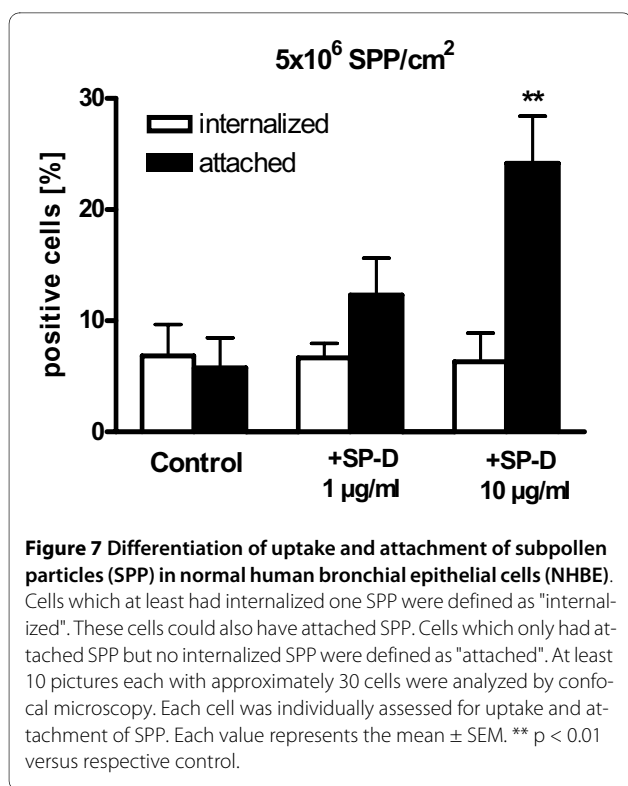 5x10⁶ SPP/cm²
30
20
10
0
positive cells [%]
internalized
attached
**
Control
+SP-D
1 µg/ml
+SP-D
10 µg/ml
Figure 7 Differentiation of uptake and attachment of subpollen
particles (SPP) in normal human bronchial epithelial cells (NHBE).
Cells which at least had internalized one SPP were defined as "internal-
ized". These cells could also have attached SPP. Cells which only had at-
tached SPP but no internalized SPP were defined as "attached". At least
10 pictures each with approximately 30 cells were analyzed by confo-
cal microscopy. Each cell was individually assessed for uptake and at-
tachment of SPP. Each value represents the mean ± SEM. ** p < 0.01
versus respective control.